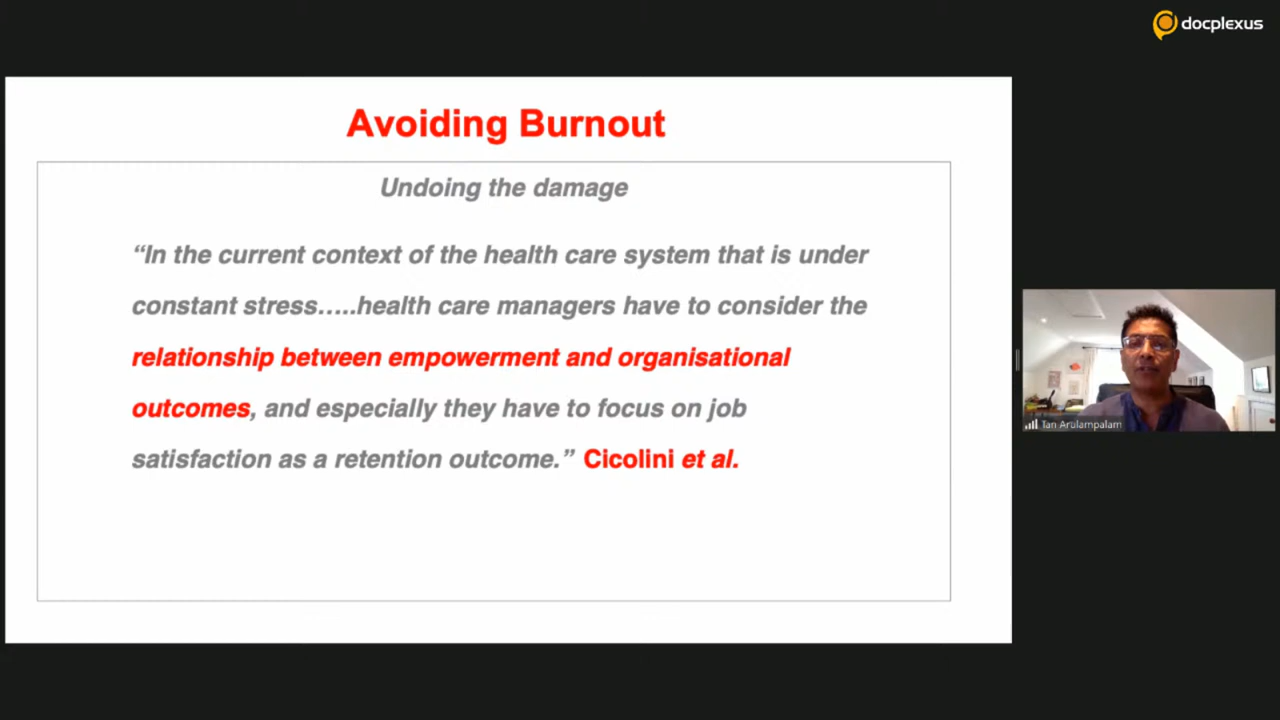 docplexus
Avoiding Burnout
Undoing the damage
“In the current context of the health care system that is under
constant stress.....health care managers have to consider the
relationship between empowerment and organisational
outcomes, and especially they have to focus on job
satisfaction as a retention outcome.” Cicolini et al.
Tan Arulampalam